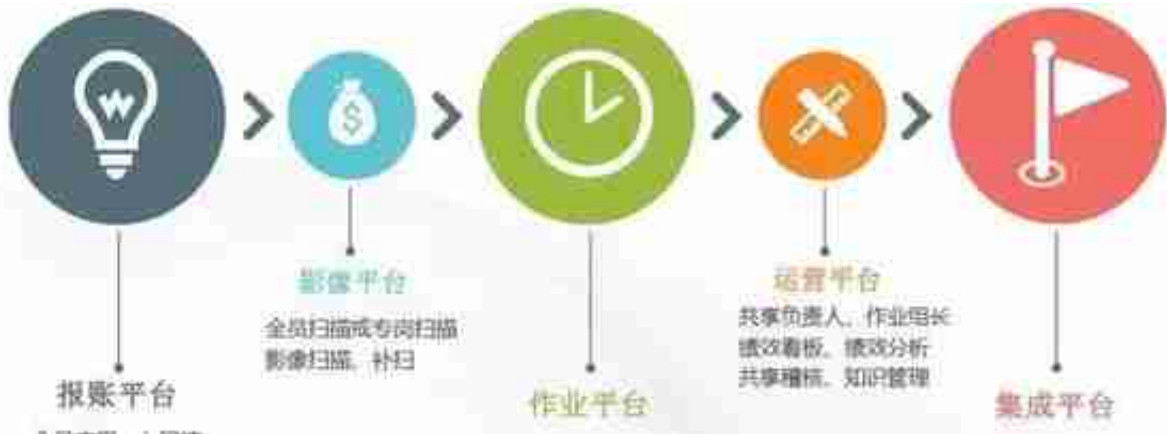 影像平台
全员扫描或专岗扫描
影像扫描、补扫
运营平台
共享负责人、作业组长
绩效看板、绩效分析
共享稽核、知识管理
报账平台
作业平台
集成平台